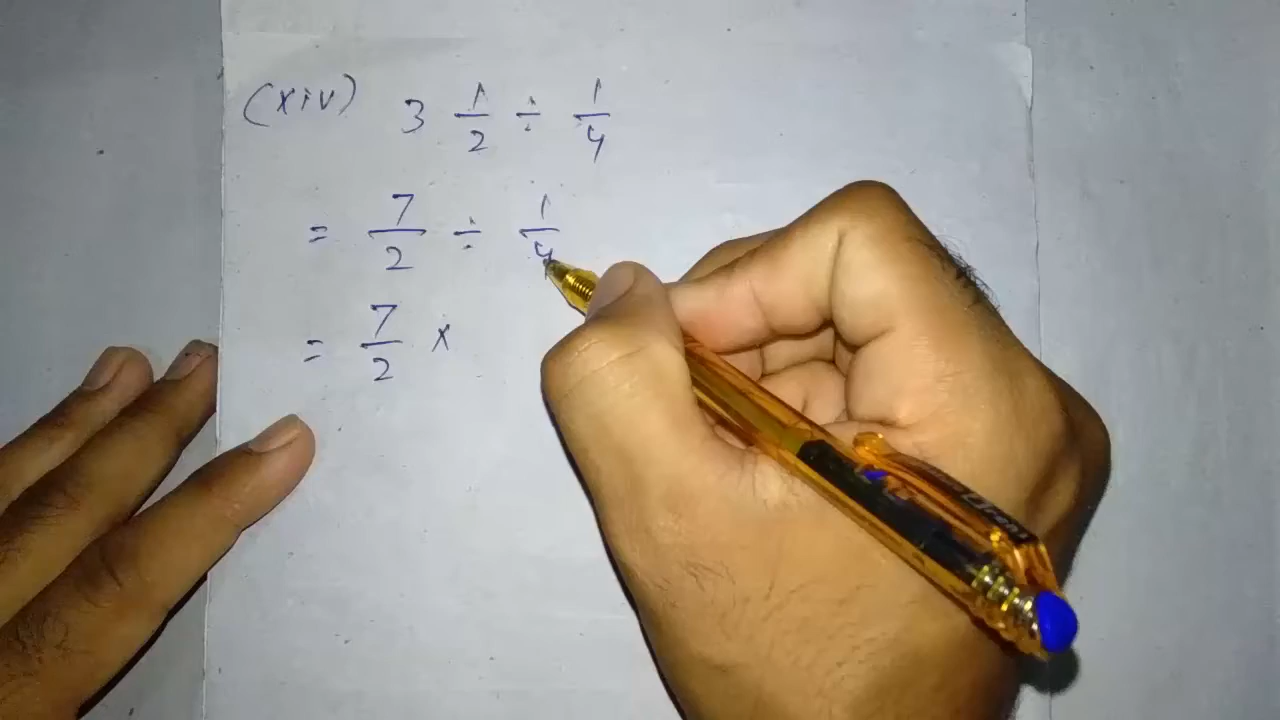 (xiv) 3 1/2 ÷ 1/4
= 7/2 ÷ 1/4
= 7/2 ×